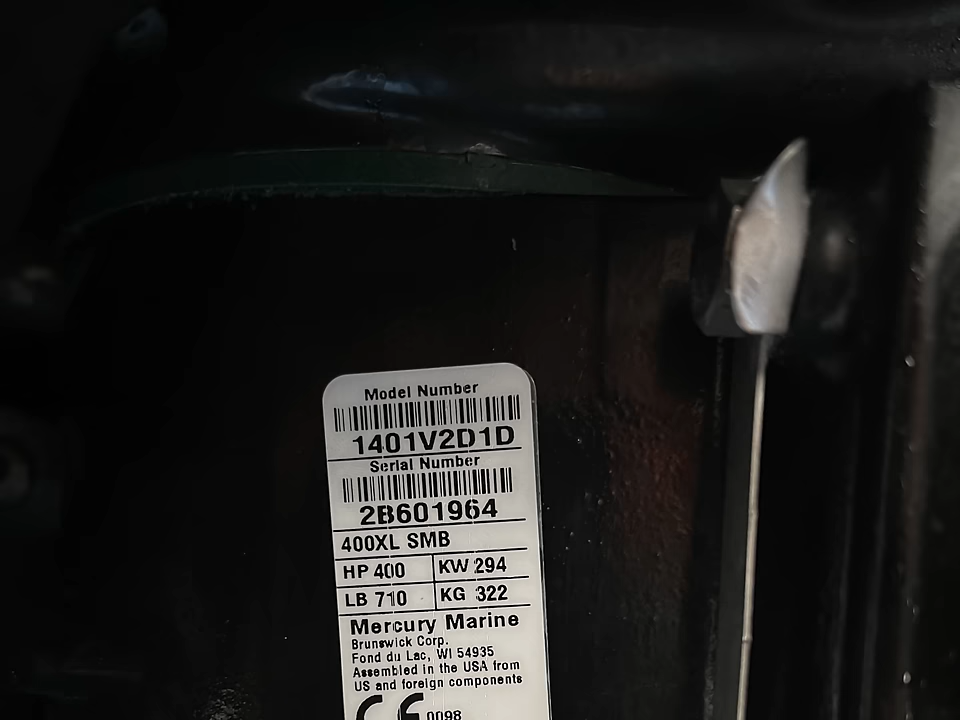 Model Number
1401V2D1D
Serial Number
2B601964
400XL SMB
HP 400 KW 294
LB 710 KG 322
Mercury Marine
Brunswick Corp.
Fond du Lac, WI 54935
Assembled in the USA from
US and foreign components
CE 0098